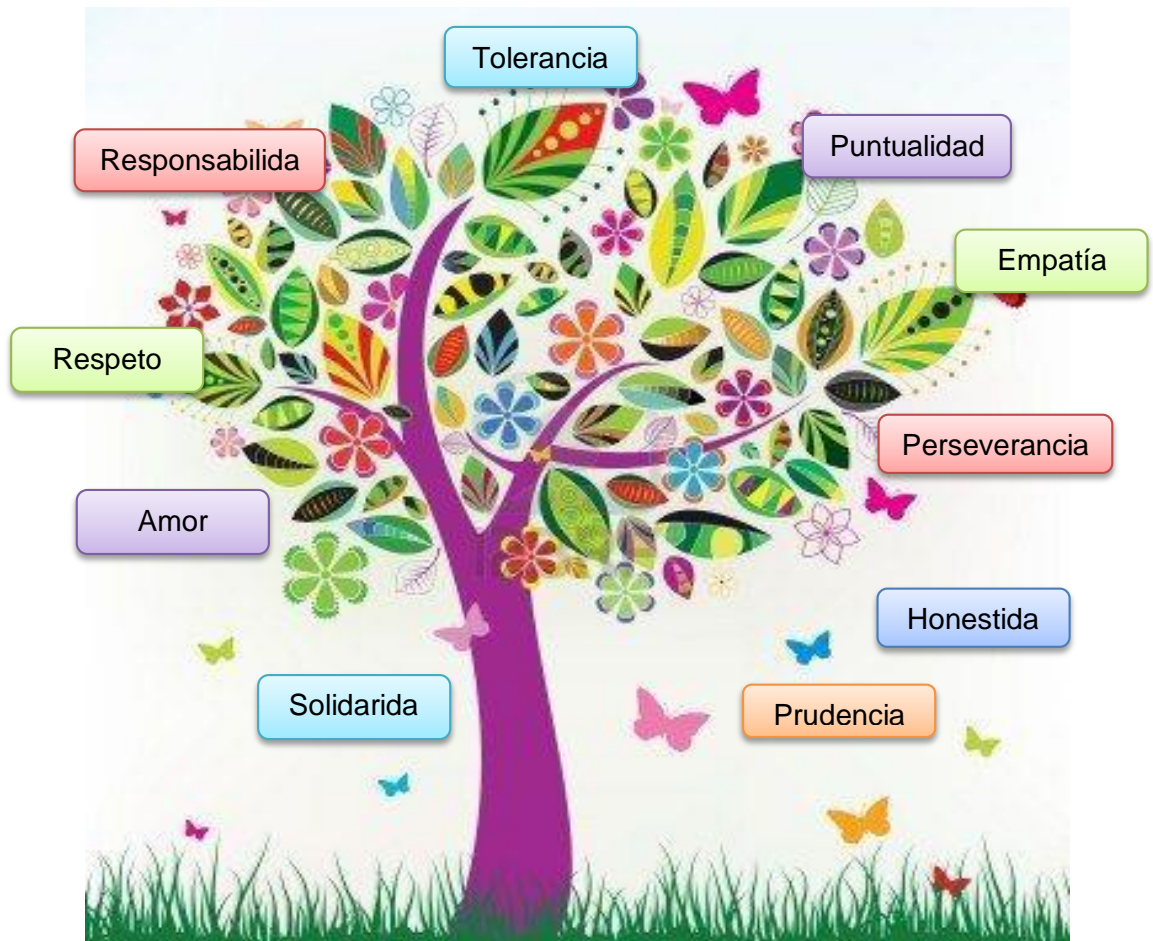 Tolerancia
Responsabilida
Puntualidad
Empatía
Respeto
Perseverancia
Amor
Honestida
Solidarida
Prudencia